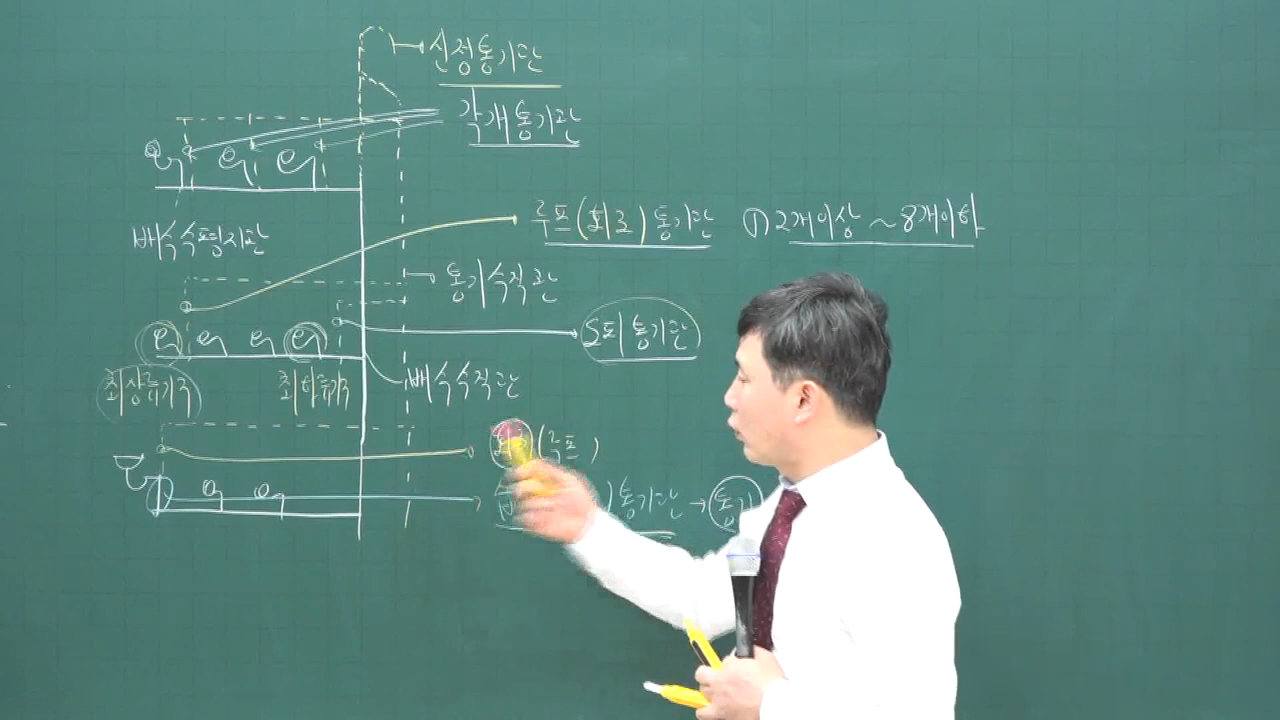 신정통기관
각개통기관
루프(회로)통기관 ① 2개이상 ~ 8개이하
배수수평지관
통기수직관
도피통기관
최상류기구
최하류기구
배수수직관
회로 (루프)
)통기관 → 통기